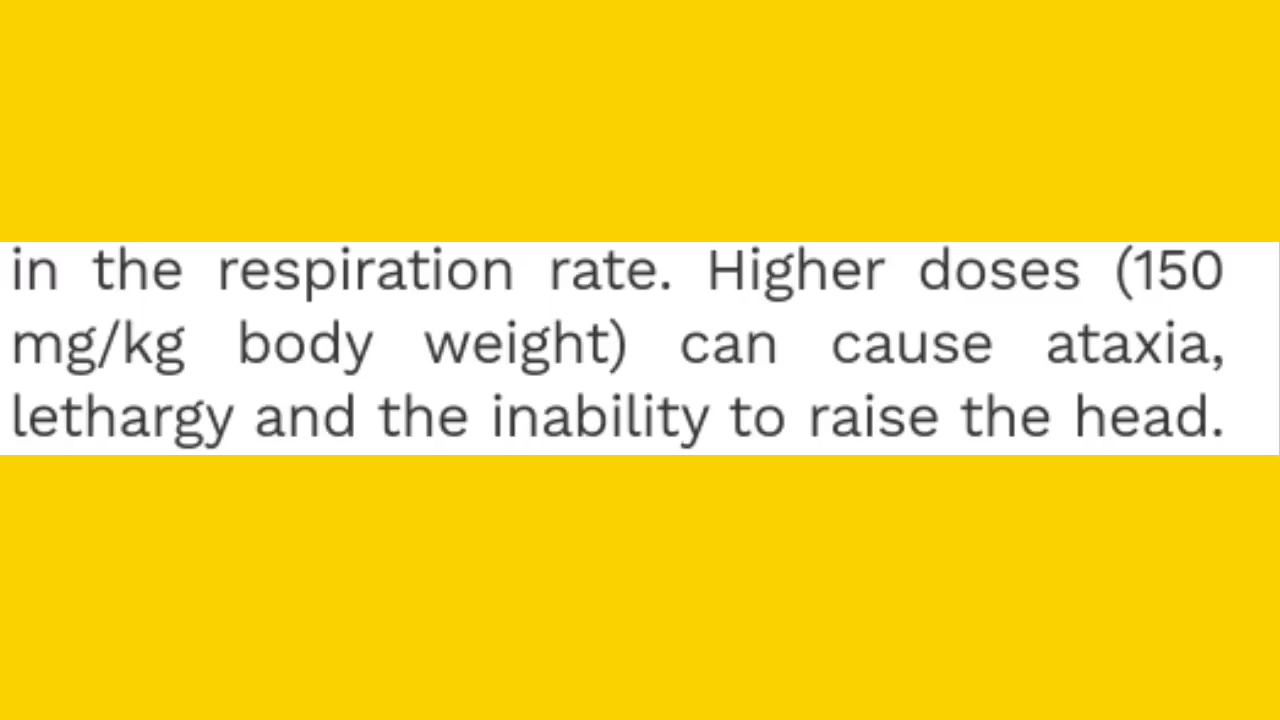 in the respiration rate. Higher doses (150
mg/kg body weight) can cause ataxia,
lethargy and the inability to raise the head.